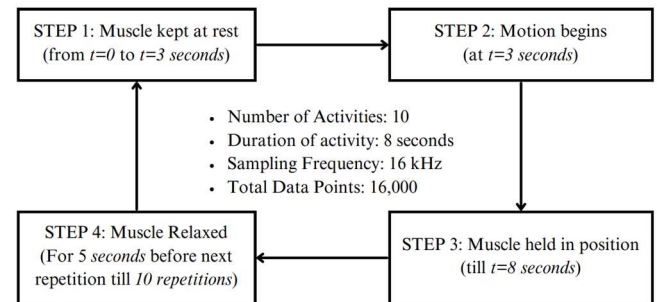 STEP 1: Muscle kept at rest
(from t=0 to t=3 seconds)
STEP 2: Motion begins
(at t=3 seconds)
• Number of Activities: 10
• Duration of activity: 8 seconds
• Sampling Frequency: 16 kHz
• Total Data Points: 16,000
STEP 4: Muscle Relaxed
(For 5 seconds before next
repetition till 10 repetitions)
STEP 3: Muscle held in position
(till t=8 seconds)